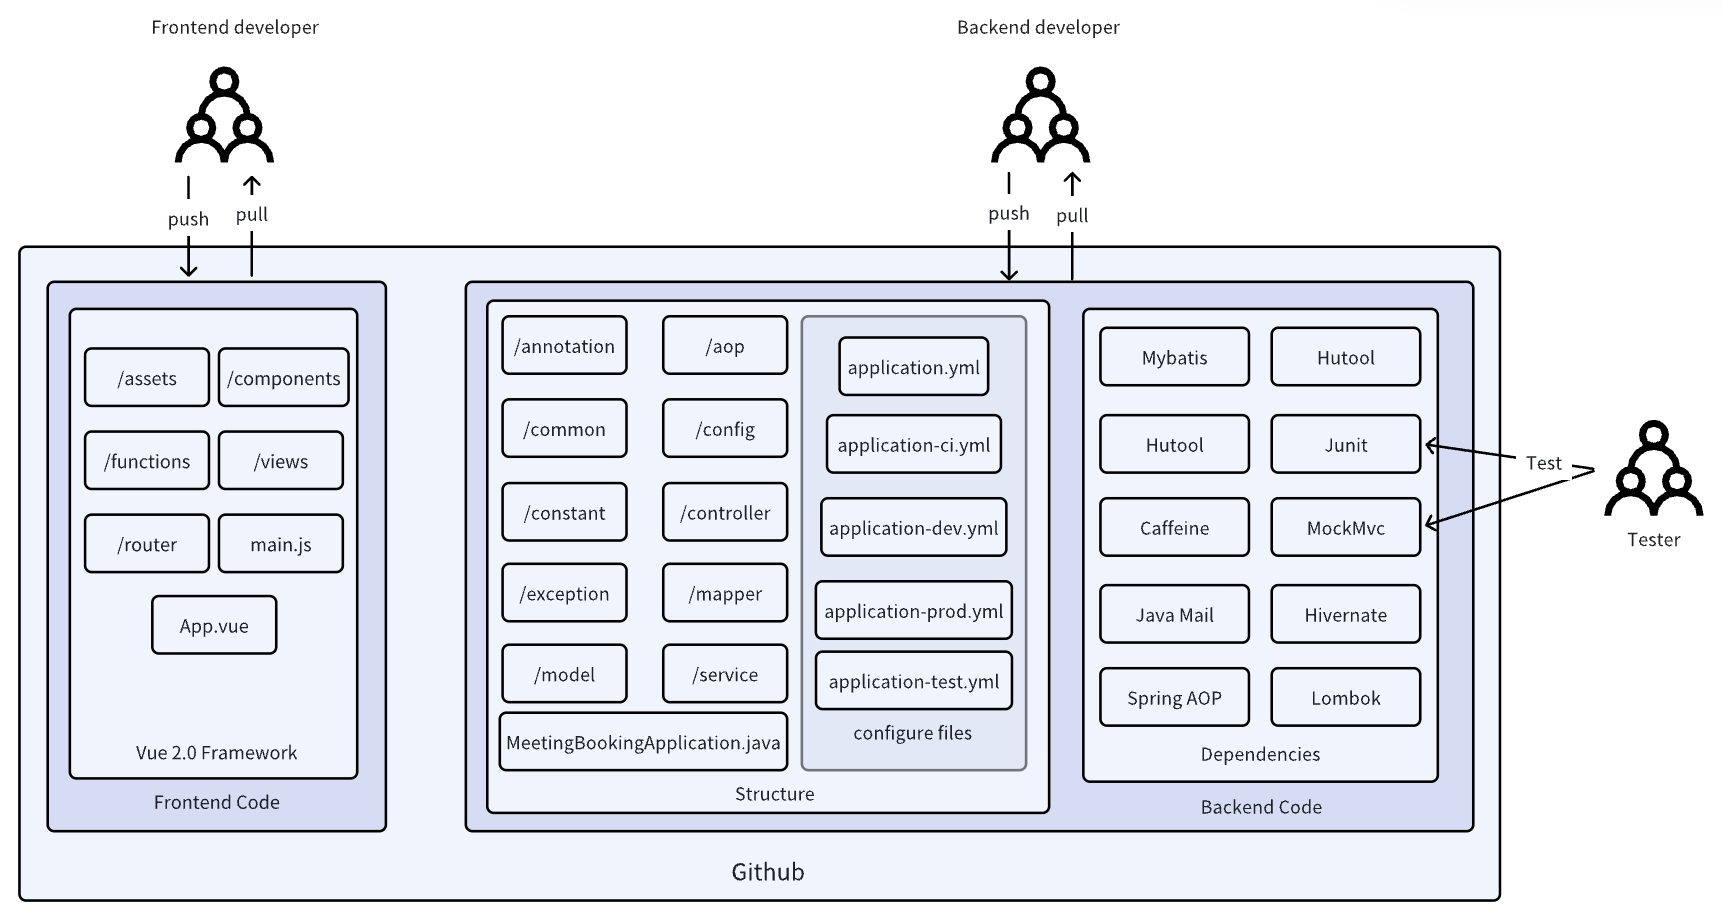 Frontend developer
Backend developer
push
pull
push
pull
/assets
/components
/functions
/views
/router
main.js
App.vue
Vue 2.0 Framework
Frontend Code
/annotation
/aop
/common
/config
/constant
/controller
/exception
/mapper
/model
/service
MeetingBookingApplication.java
application.yml
application-ci.yml
application-dev.yml
application-prod.yml
application-test.yml
configure files
Structure
Mybatis
Hutool
Hutool
Junit
Caffeine
MockMvc
Java Mail
Hivernate
Spring AOP
Lombok
Dependencies
Backend Code
Test
Tester
Github